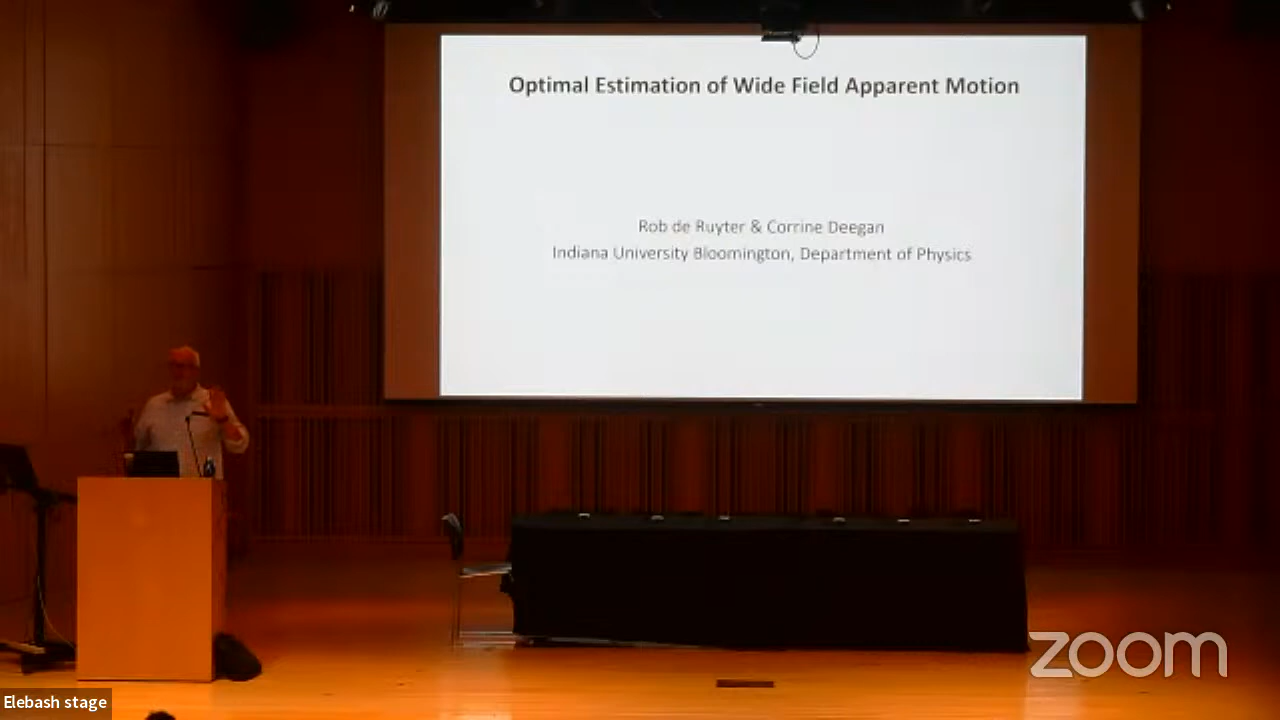 Optimal Estimation of Wide Field Apparent Motion
Rob de Ruyter & Corrine Deegan
Indiana University Bloomington, Department of Physics
zoom
Elebash stage